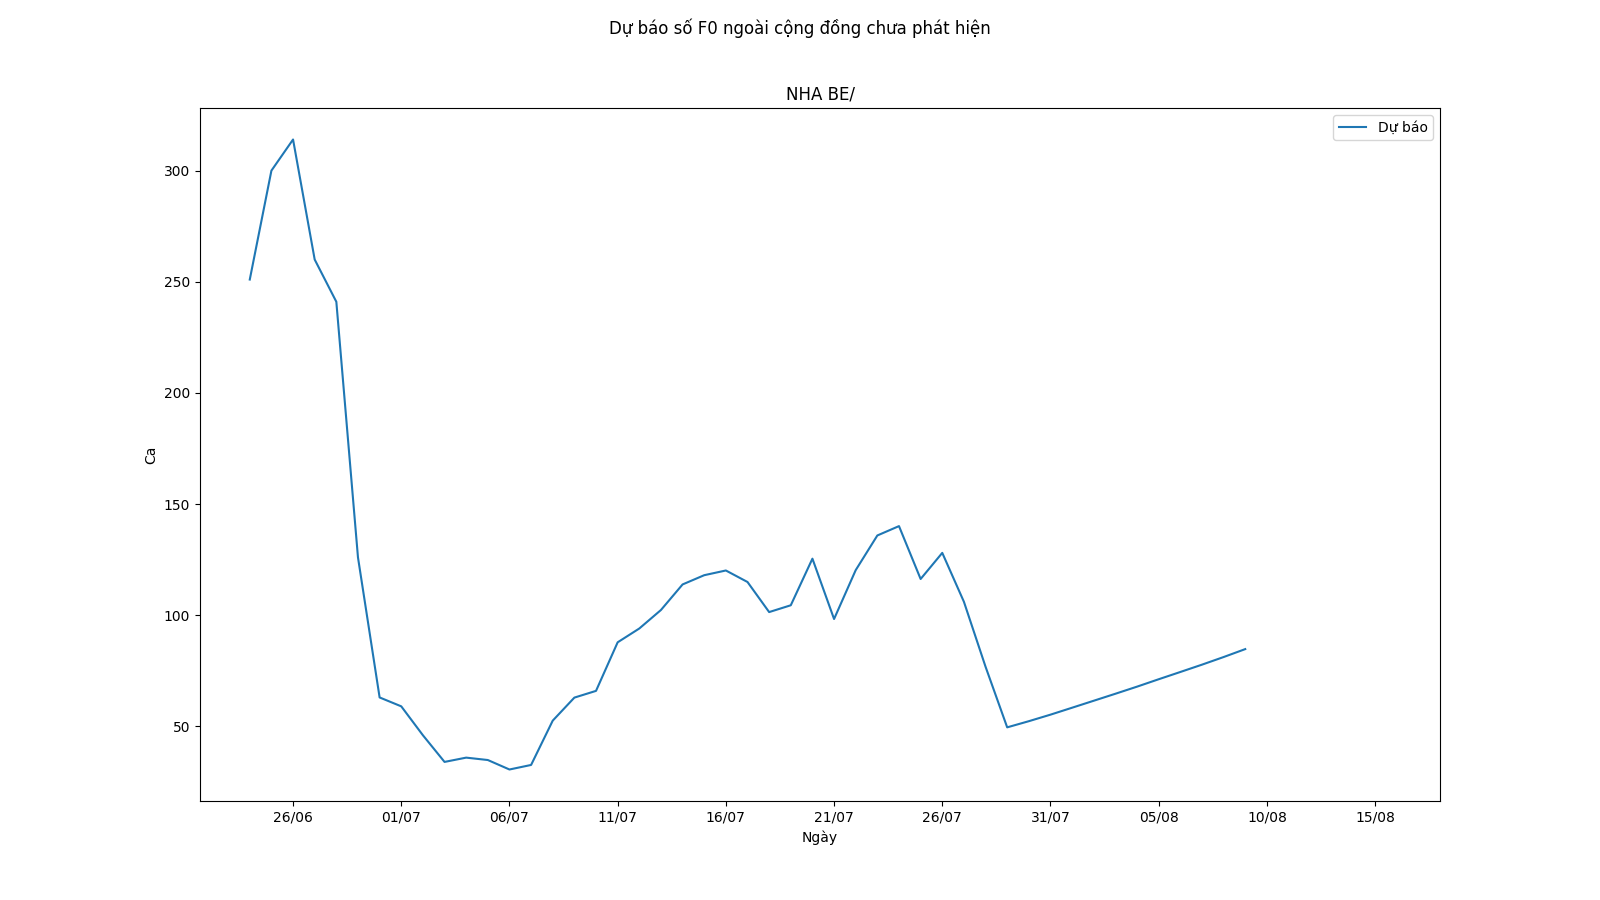 Dự báo số F0 ngoài cộng đồng chưa phát hiện
NHA BE/
Dự báo
300
250
200
150
100
50
Ca
26/06 01/07 06/07 11/07 16/07 21/07 26/07 31/07 05/08 10/08 15/08
Ngày